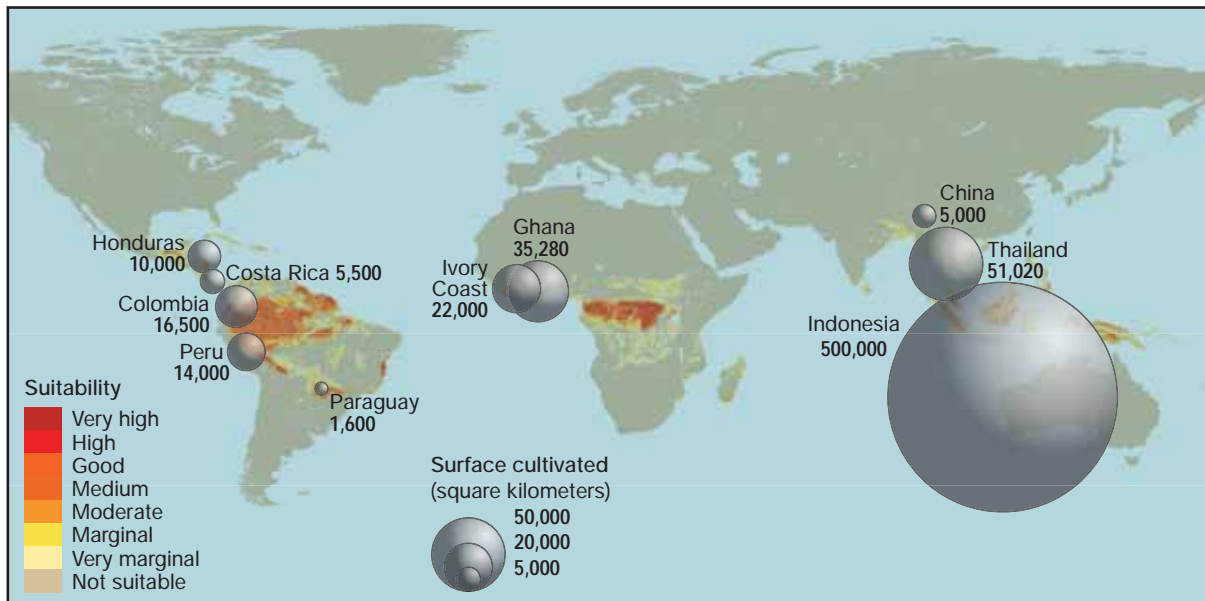 Honduras
10,000
Costa Rica 5,500
Colombia
16,500
Peru
14,000
Paraguay
1,600
Ghana
35,280
Ivory
Coast
22,000
China
5,000
Thailand
51,020
Indonesia
500,000
Suitability
Very high
High
Good
Medium
Moderate
Marginal
Very marginal
Not suitable
Surface cultivated
(square kilometers)
50,000
20,000
5,000